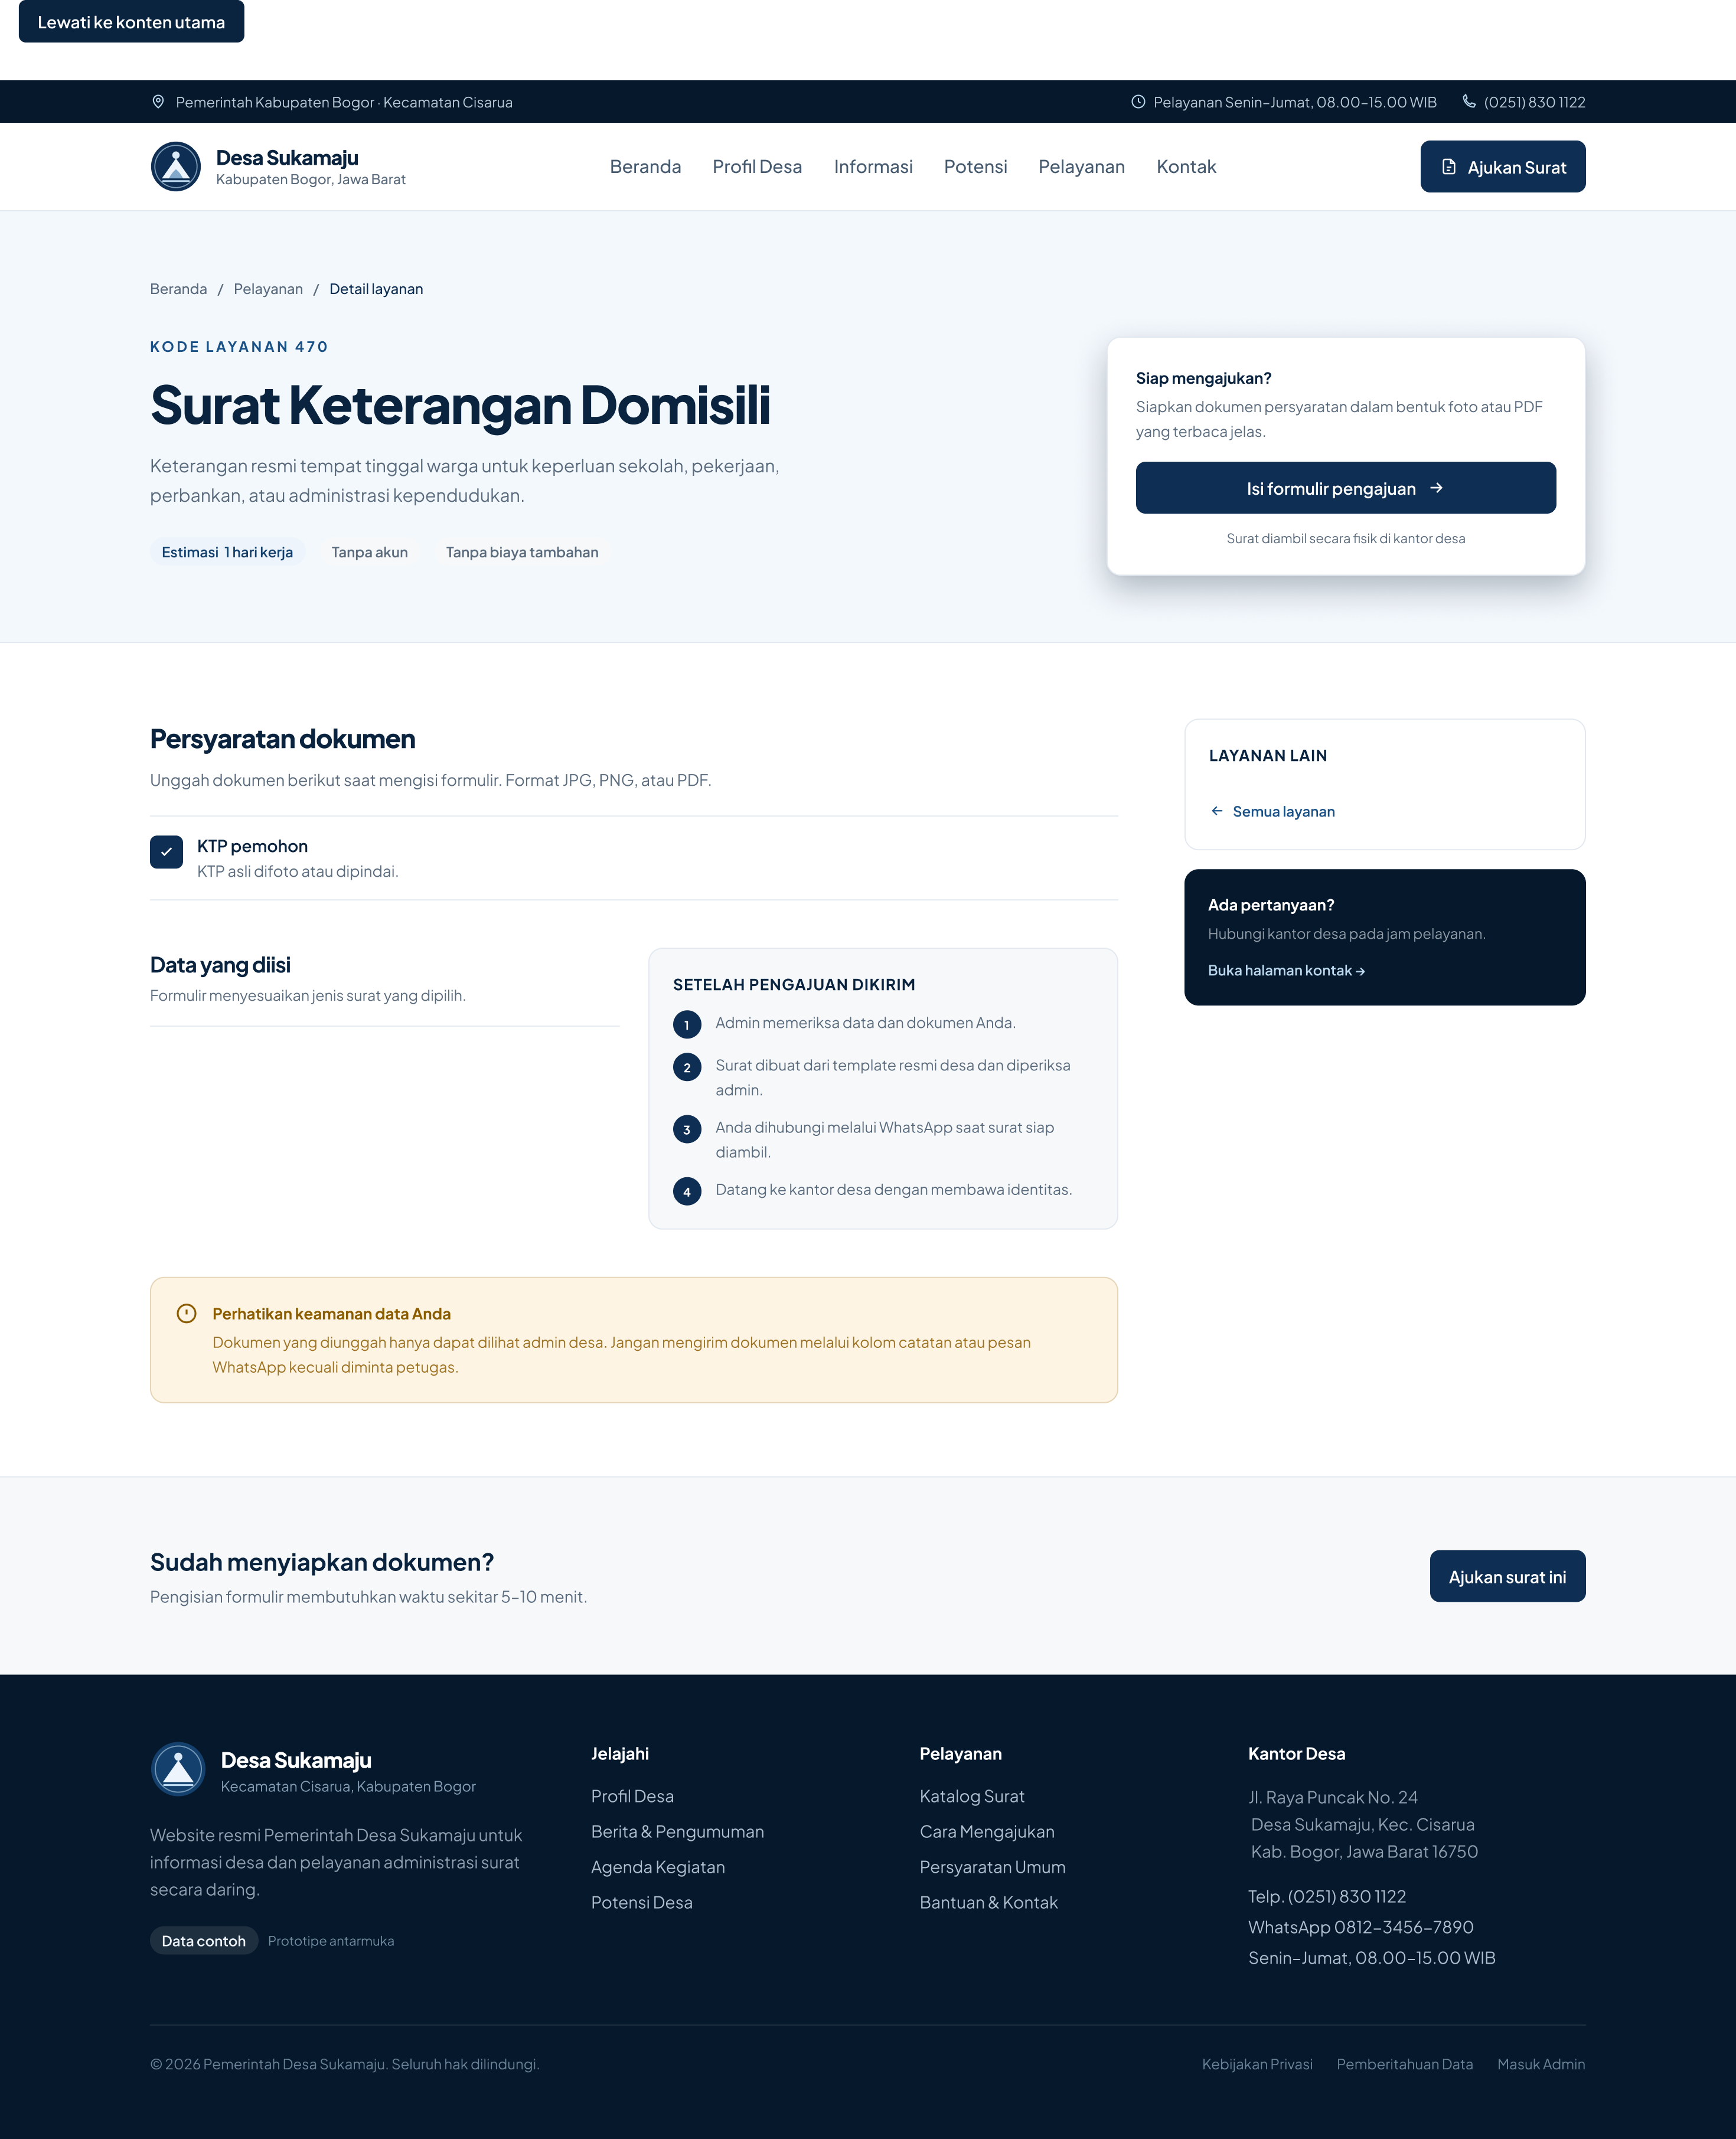 Lewati ke konten utama
Pemerintah Kabupaten Bogor · Kecamatan Cisarua
Pelayanan Senin–Jumat, 08.00–15.00 WIB
(0251) 830 1122
Desa Sukamaju
Kabupaten Bogor, Jawa Barat
Beranda
Profil Desa
Informasi
Potensi
Pelayanan
Kontak
Ajukan Surat
Beranda / Pelayanan / Detail layanan
KODE LAYANAN 470
Surat Keterangan Domisili
Keterangan resmi tempat tinggal warga untuk keperluan sekolah, pekerjaan,
perbankan, atau administrasi kependudukan.
Estimasi 1 hari kerja
Tanpa akun
Tanpa biaya tambahan
Siap mengajukan?
Siapkan dokumen persyaratan dalam bentuk foto atau PDF
yang terbaca jelas.
Isi formulir pengajuan →
Surat diambil secara fisik di kantor desa
Persyaratan dokumen
Unggah dokumen berikut saat mengisi formulir. Format JPG, PNG, atau PDF.
KTP pemohon
KTP asli difoto atau dipindai.
Data yang diisi
Formulir menyesuaikan jenis surat yang dipilih.
SETELAH PENGAJUAN DIKIRIM
1 Admin memeriksa data dan dokumen Anda.
2 Surat dibuat dari template resmi desa dan diperiksa
admin.
3 Anda dihubungi melalui WhatsApp saat surat siap
diambil.
4 Datang ke kantor desa dengan membawa identitas.
Perhatikan keamanan data Anda
Dokumen yang diunggah hanya dapat dilihat admin desa. Jangan mengirim dokumen melalui kolom catatan atau pesan
WhatsApp kecuali diminta petugas.
LAYANAN LAIN
← Semua layanan
Ada pertanyaan?
Hubungi kantor desa pada jam pelayanan.
Buka halaman kontak →
Sudah menyiapkan dokumen?
Pengisian formulir membutuhkan waktu sekitar 5–10 menit.
Ajukan surat ini
Desa Sukamaju
Kecamatan Cisarua, Kabupaten Bogor
Website resmi Pemerintah Desa Sukamaju untuk
informasi desa dan pelayanan administrasi surat
secara daring.
Data contoh
Prototipe antarmuka
Jelajahi
Profil Desa
Berita & Pengumuman
Agenda Kegiatan
Potensi Desa
Pelayanan
Katalog Surat
Cara Mengajukan
Persyaratan Umum
Bantuan & Kontak
Kantor Desa
Jl. Raya Puncak No. 24
Desa Sukamaju, Kec. Cisarua
Kab. Bogor, Jawa Barat 16750
Telp. (0251) 830 1122
WhatsApp 0812-3456-7890
Senin–Jumat, 08.00–15.00 WIB
© 2026 Pemerintah Desa Sukamaju. Seluruh hak dilindungi.
Kebijakan Privasi
Pemberitahuan Data
Masuk Admin